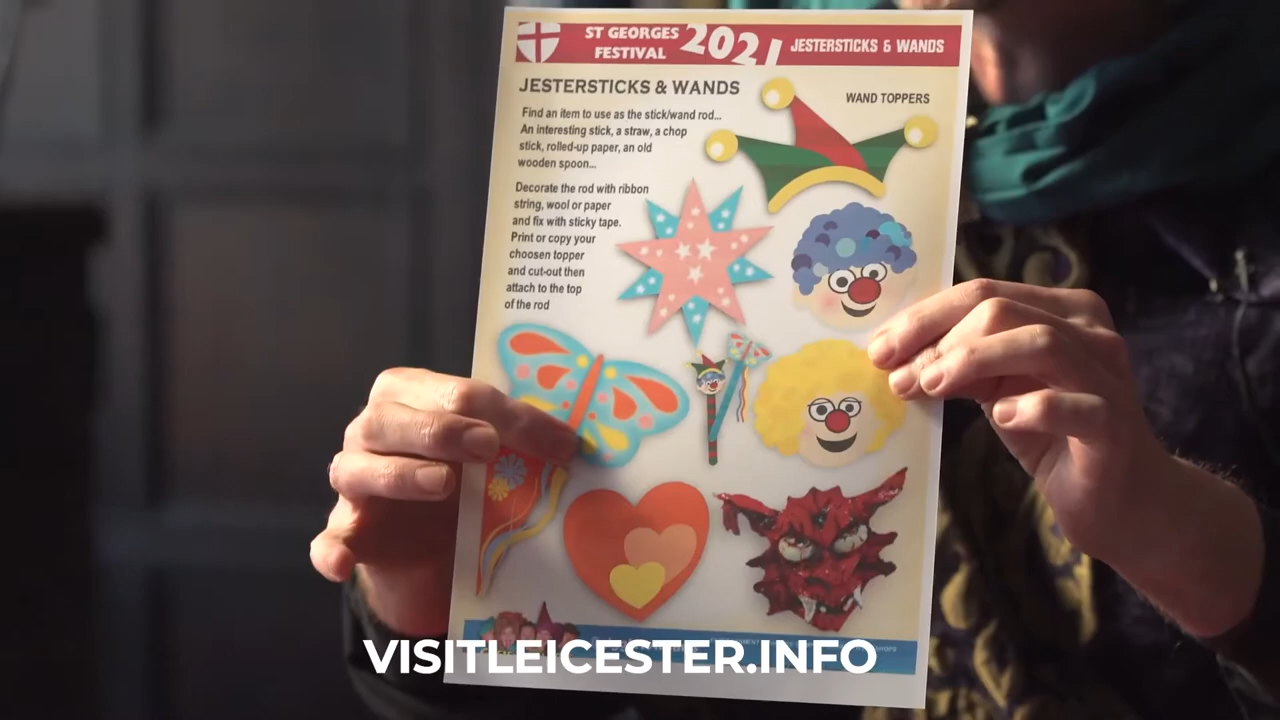 ST GEORGES
FESTIVAL
2021
JESTERSTICKS & WANDS
JESTERSTICKS & WANDS
WAND TOPPERS
Find an item to use as the stick/wand rod...
An interesting stick, a straw, a chop
stick, rolled-up paper, an old
wooden spoon...
Decorate the rod with ribbon
string, wool or paper
and fix with sticky tape.
Print or copy your
choosen topper
and cut-out then
attach to the top
of the rod
VISITLEICESTER.INFO